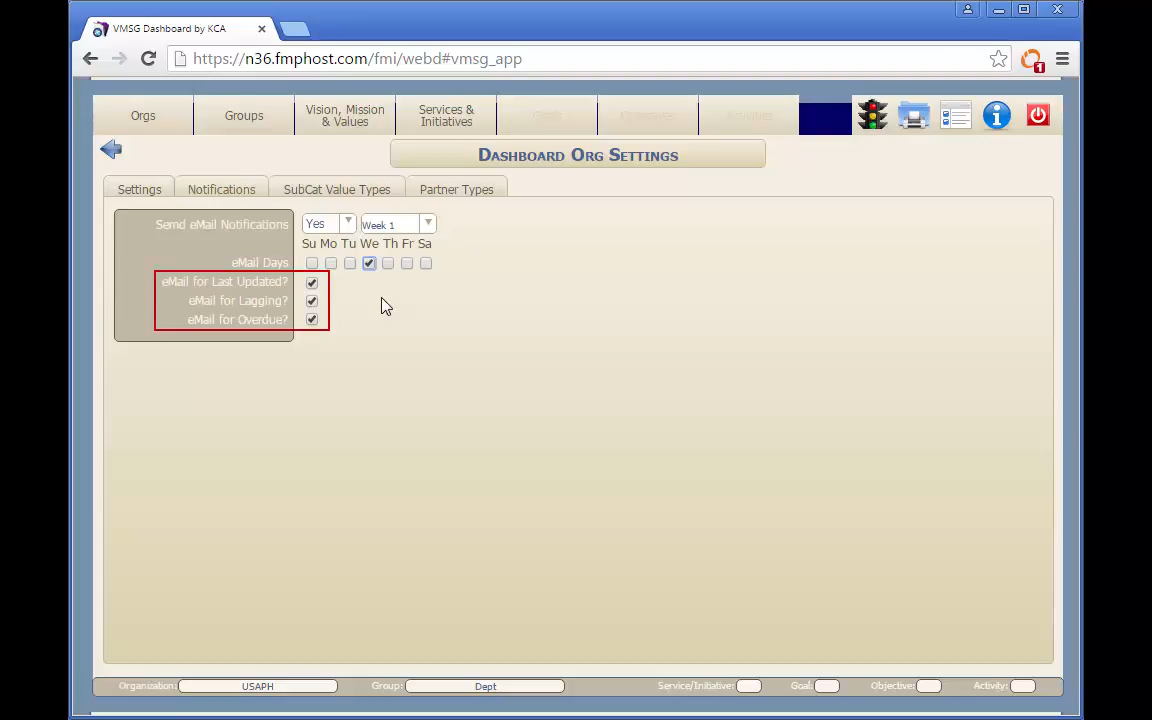 VMSG Dashboard by KCA
https://n36.fmphost.com/fmi/webd#vmsg_app
1
Orgs
Groups
Vision, Mission
& Values
Services &
Initiatives
Dashboard Org Settings
Settings
Notifications
SubCat Value Types
Partner Types
Semd eMail Notifications
Yes
Week 1
Su Mo Tu We Th Fr Sa
eMail Days
eMail for Last Updated?
eMail for Lagging?
eMail for Overdue?
Organization: USAPH
Group: Dept
Service/Initiative:
Goal:
Objective:
Activity: